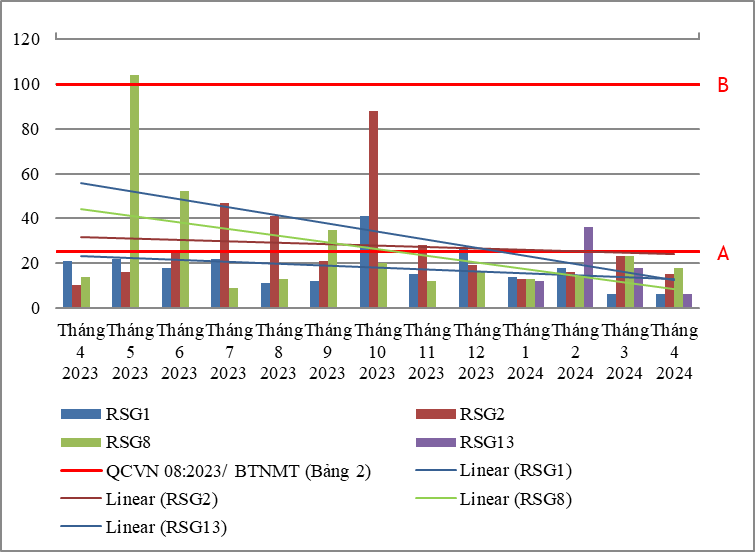 120
100
80
60
40
20
0
B
A
Tháng Tháng Tháng Tháng Tháng Tháng Tháng Tháng Tháng Tháng Tháng Tháng Tháng
4 5 6 7 8 9 10 11 12 1 2 3 4
2023 2023 2023 2023 2023 2023 2023 2023 2023 2024 2024 2024 2024
RSG1 RSG2
RSG8 RSG13
QCVN 08:2023/ BTNMT (Bảng 2) Linear (RSG1)
Linear (RSG2) Linear (RSG8)
Linear (RSG13)